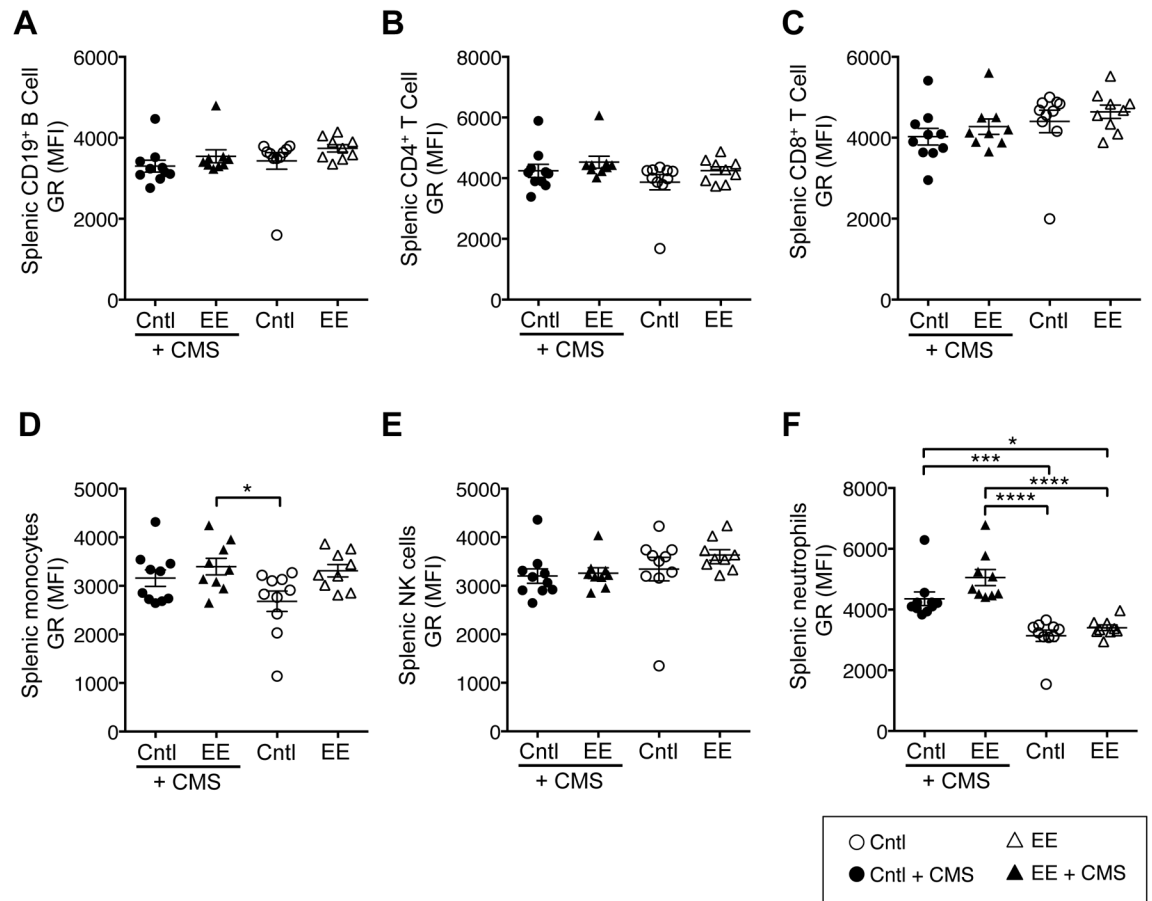 A
Splenic CD19⁺ B Cell
GR (MFI)
6000
4000
2000
0
Cntl EE Cntl EE
+ CMS
B
Splenic CD4⁺ T Cell
GR (MFI)
8000
6000
4000
2000
0
Cntl EE Cntl EE
+ CMS
C
Splenic CD8⁺ T Cell
GR (MFI)
6000
4000
2000
0
Cntl EE Cntl EE
+ CMS
D
Splenic monocytes
GR (MFI)
5000
4000
3000
2000
1000
0
*
Cntl EE Cntl EE
+ CMS
E
Splenic NK cells
GR (MFI)
5000
4000
3000
2000
1000
0
Cntl EE Cntl EE
+ CMS
F
Splenic neutrophils
GR (MFI)
8000
6000
4000
2000
0
*
***
****
****
Cntl EE Cntl EE
+ CMS
Cntl EE
Cntl + CMS EE + CMS